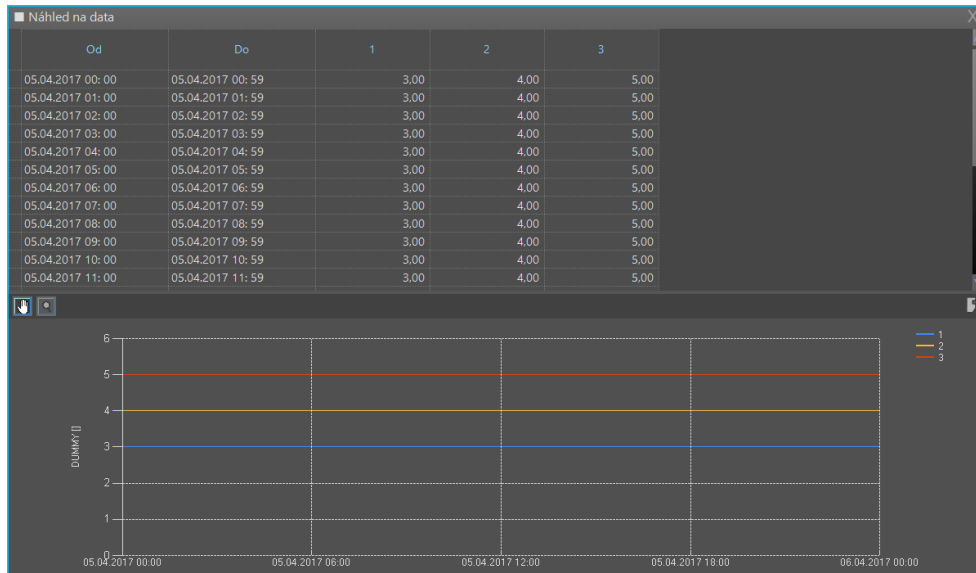 Náhled na data X
Od Do 1 2 3
05.04.2017 00: 00 05.04.2017 00: 59 3,00 4,00 5,00
05.04.2017 01: 00 05.04.2017 01: 59 3,00 4,00 5,00
05.04.2017 02: 00 05.04.2017 02: 59 3,00 4,00 5,00
05.04.2017 03: 00 05.04.2017 03: 59 3,00 4,00 5,00
05.04.2017 04: 00 05.04.2017 04: 59 3,00 4,00 5,00
05.04.2017 05: 00 05.04.2017 05: 59 3,00 4,00 5,00
05.04.2017 06: 00 05.04.2017 06: 59 3,00 4,00 5,00
05.04.2017 07: 00 05.04.2017 07: 59 3,00 4,00 5,00
05.04.2017 08: 00 05.04.2017 08: 59 3,00 4,00 5,00
05.04.2017 09: 00 05.04.2017 09: 59 3,00 4,00 5,00
05.04.2017 10: 00 05.04.2017 10: 59 3,00 4,00 5,00
05.04.2017 11: 00 05.04.2017 11: 59 3,00 4,00 5,00
1
2
3
6
5
4
3
2
1
0
DUMMY []
05.04.2017 00:00 05.04.2017 06:00 05.04.2017 12:00 05.04.2017 18:00 06.04.2017 00:00